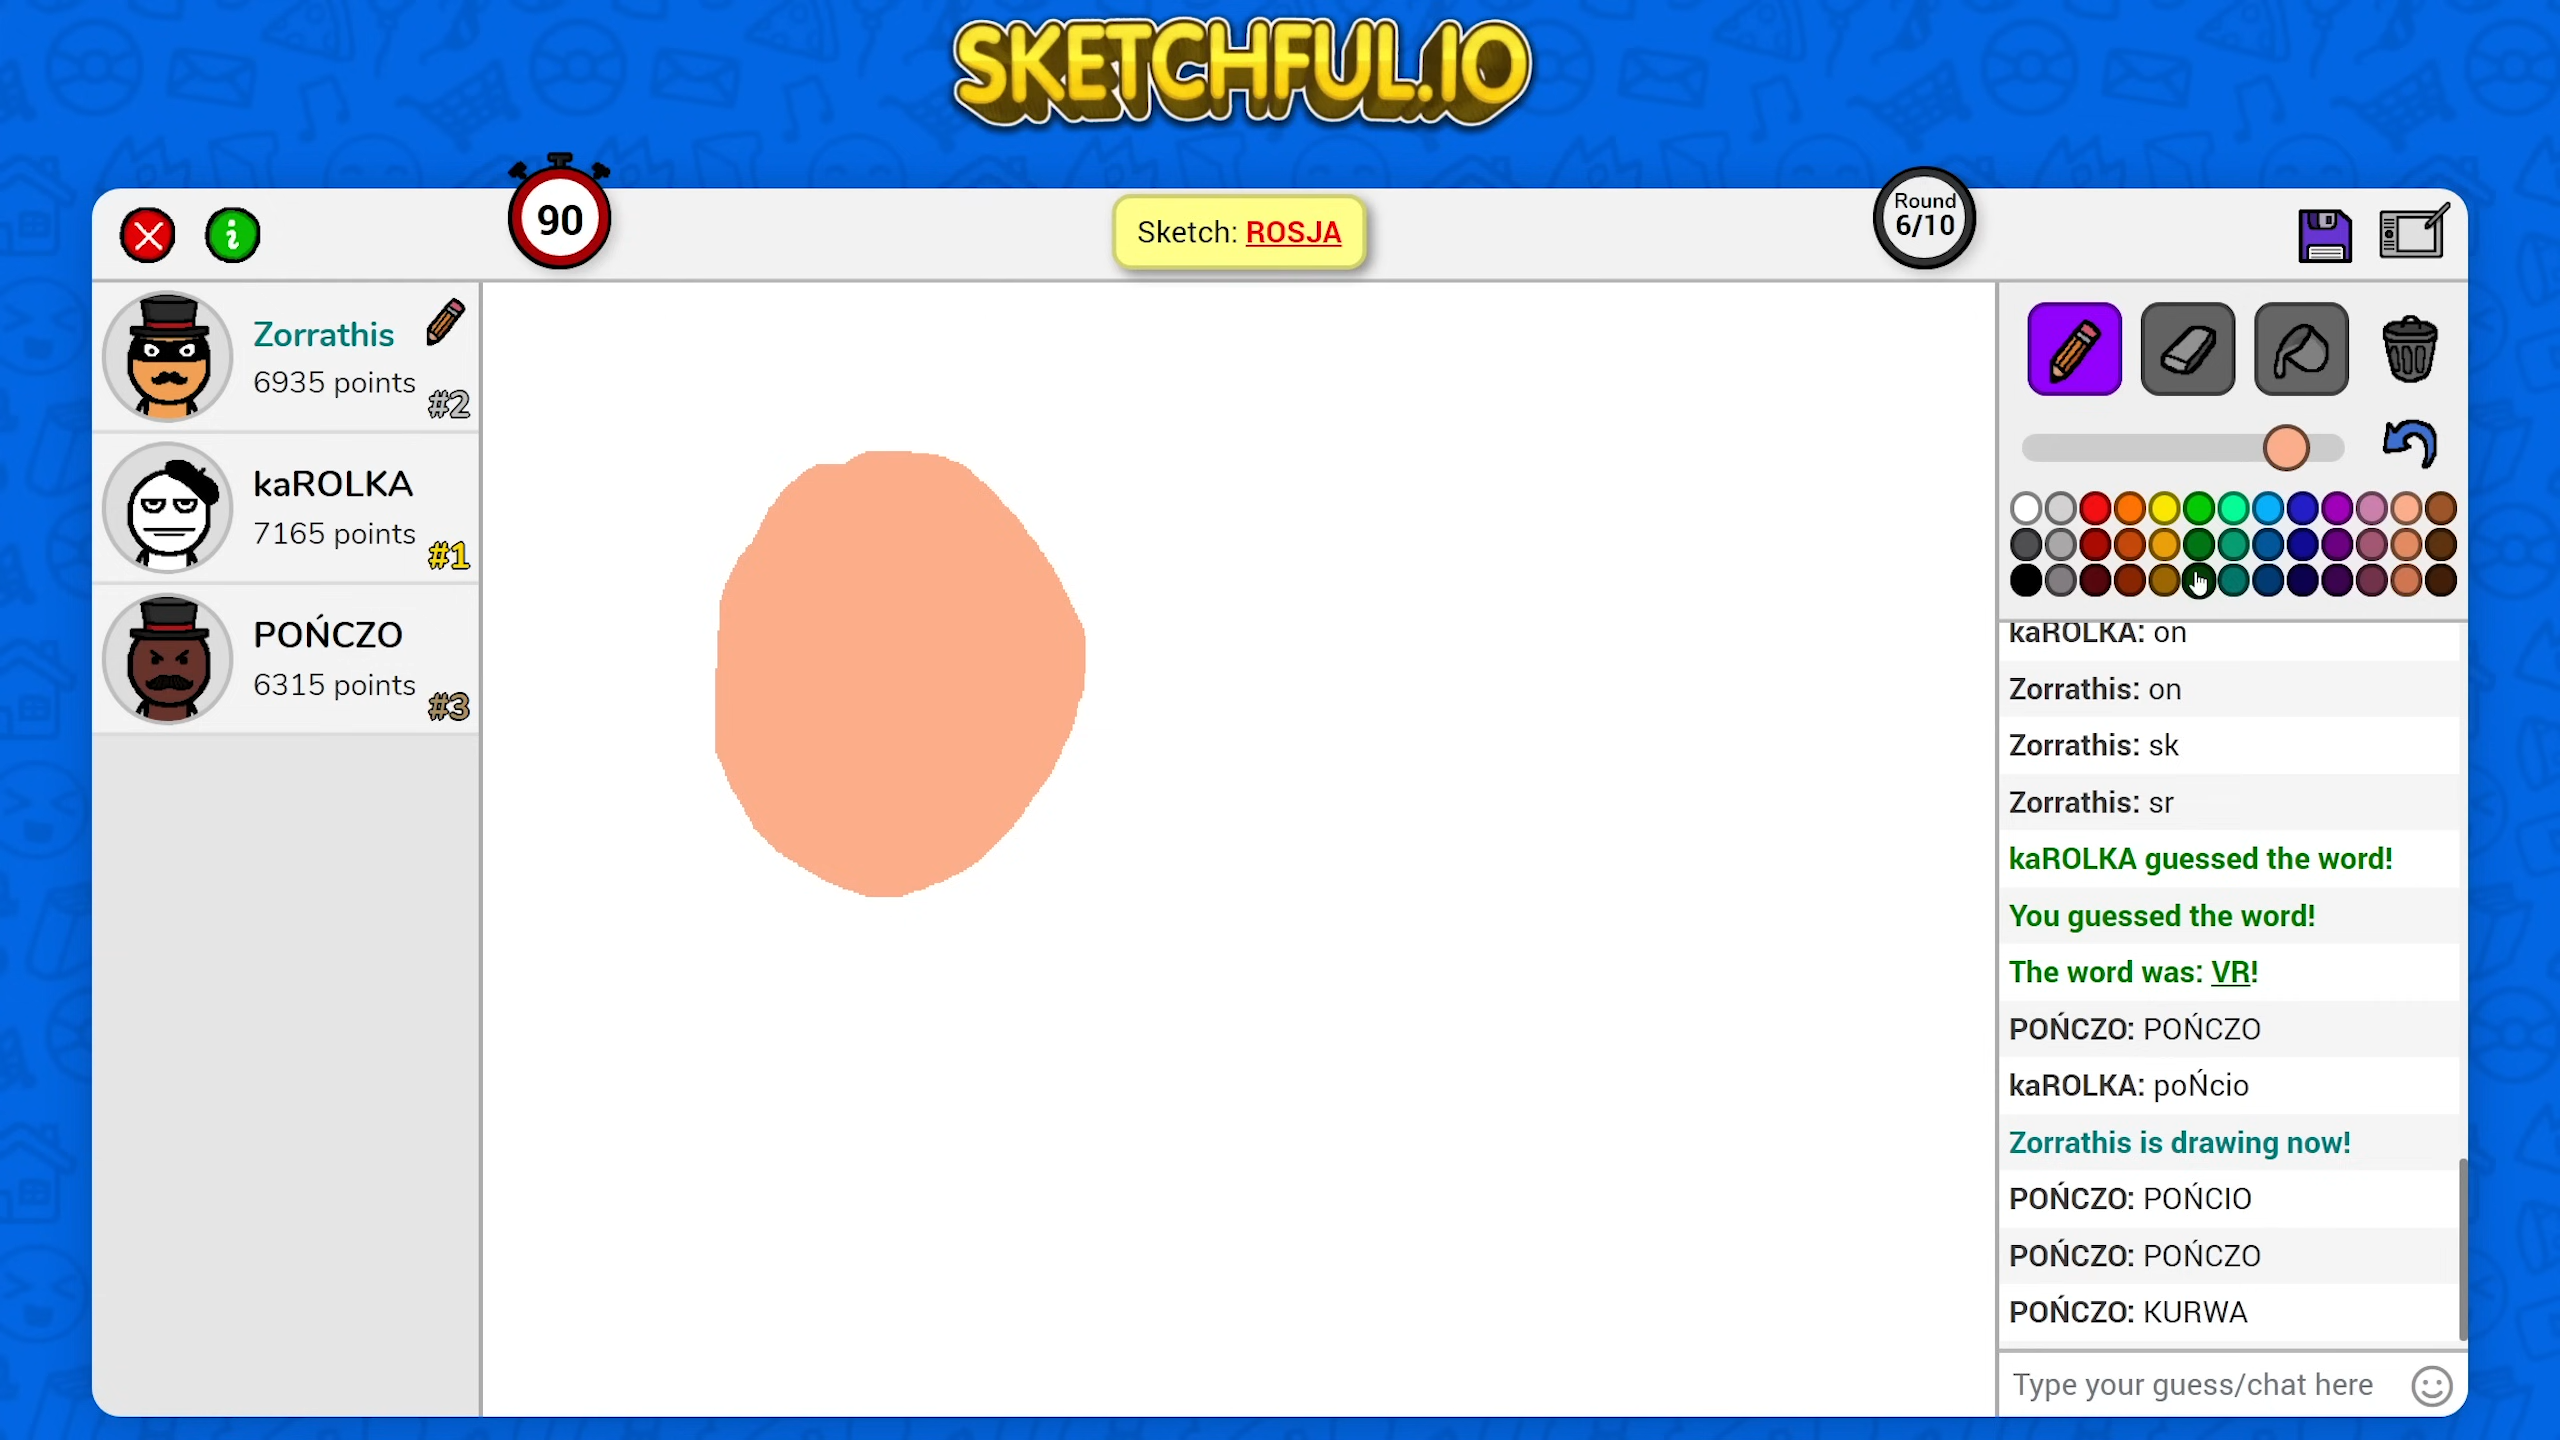 SKETCHFUL.IO
90
Sketch: ROSJA
Round
6/10
Zorrathis
6935 points
#2
kaROLKA
7165 points
#1
POŃCZO
6315 points
#3
kaROLKA: on
Zorrathis: on
Zorrathis: sk
Zorrathis: sr
kaROLKA guessed the word!
You guessed the word!
The word was: VR!
POŃCZO: POŃCZO
kaROLKA: poŃcio
Zorrathis is drawing now!
POŃCZO: POŃCIO
POŃCZO: POŃCZO
POŃCZO: KURWA
Type your guess/chat here